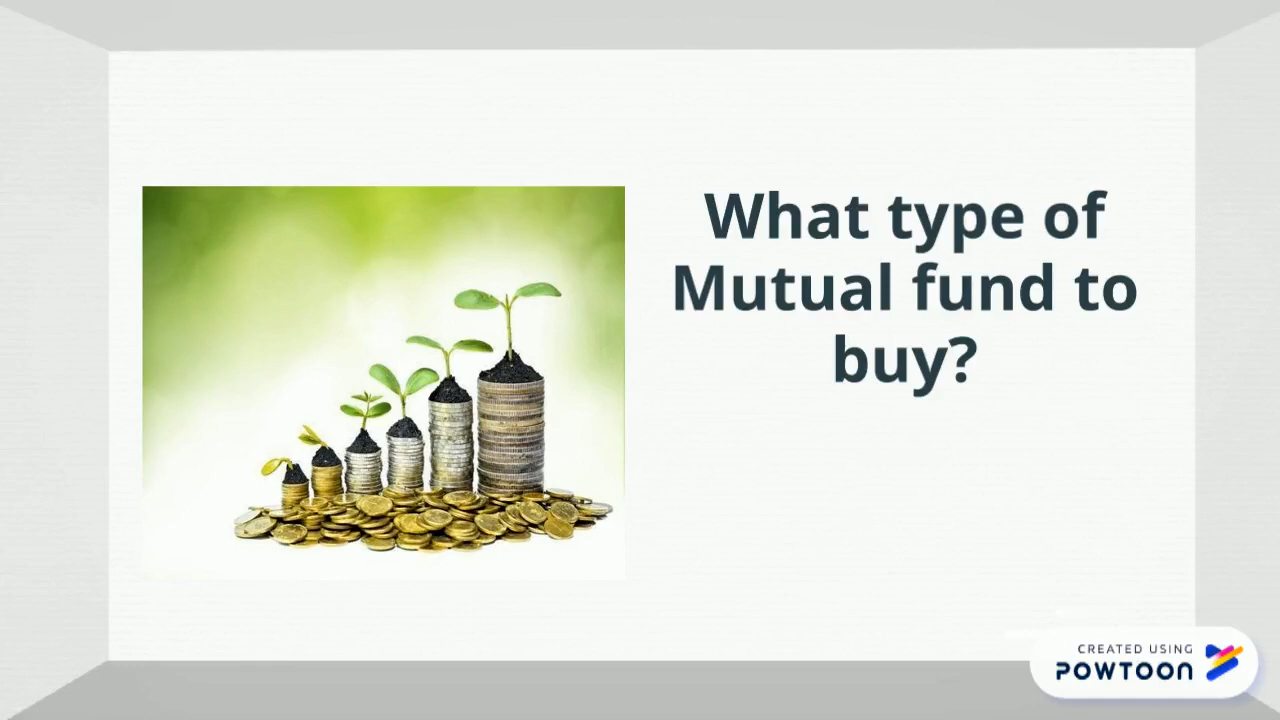 What type of
Mutual fund to
buy?
CREATED USING
POWTOON